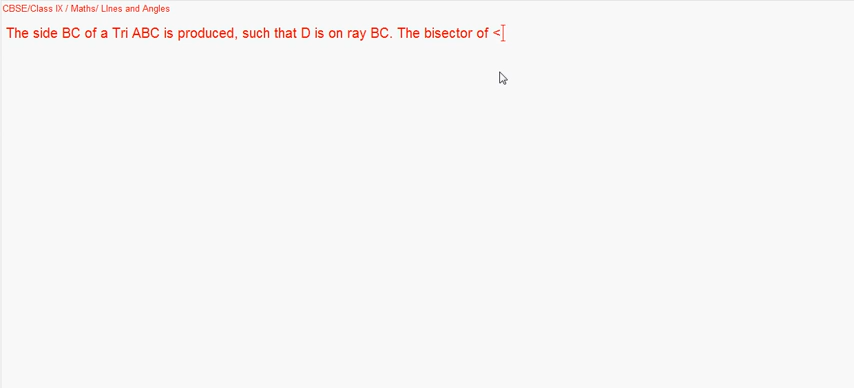 CBSE/Class IX / Maths/ LInes and Angles
The side BC of a Tri ABC is produced, such that D is on ray BC. The bisector of <